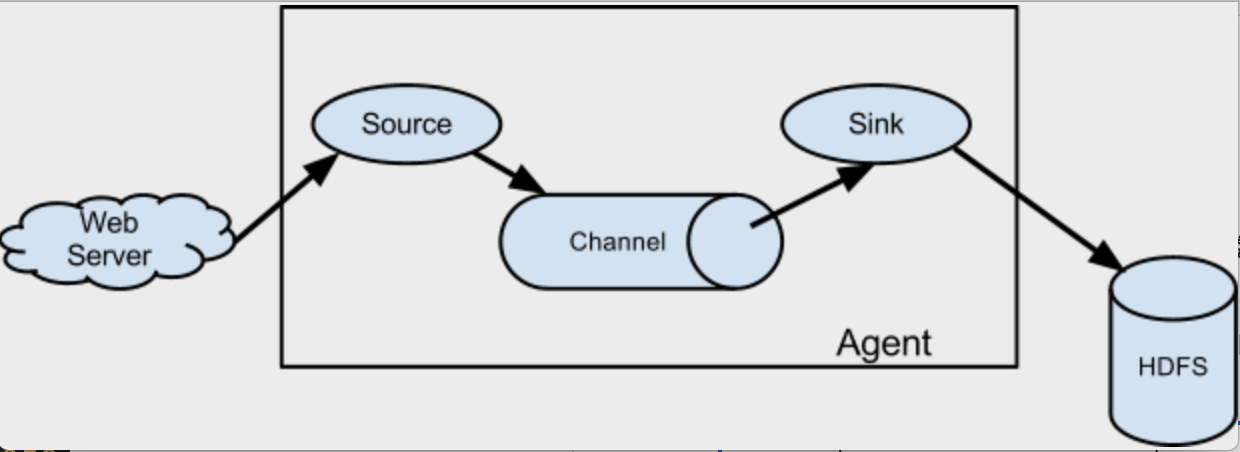 Source
Sink
Web
Server
Channel
Agent
HDFS